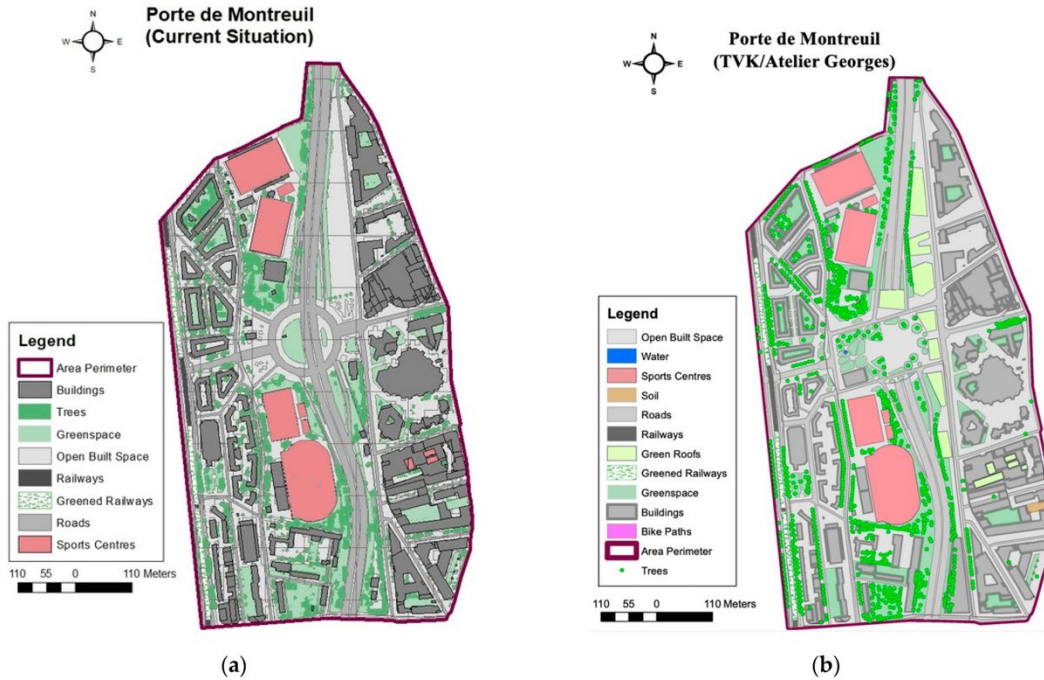 Porte de Montreuil
(Current Situation)
N
W E
S
Legend
Area Perimeter
Buildings
Trees
Greenspace
Open Built Space
Railways
Greened Railways
Roads
Sports Centres
110 55 0 110 Meters
(a)
Porte de Montreuil
(TVK/Atelier Georges)
N
W E
S
Legend
Open Built Space
Water
Sports Centres
Soil
Roads
Railways
Green Roofs
Greened Railways
Greenspace
Buildings
Bike Paths
Area Perimeter
Trees
110 55 0 110 Meters
(b)